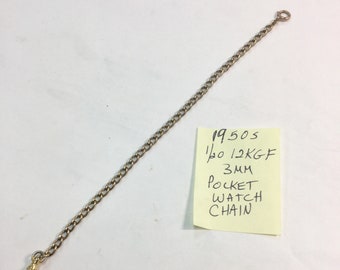 1950s
1/20 12KGF
3MM
POCKET
WATCH
CHAIN